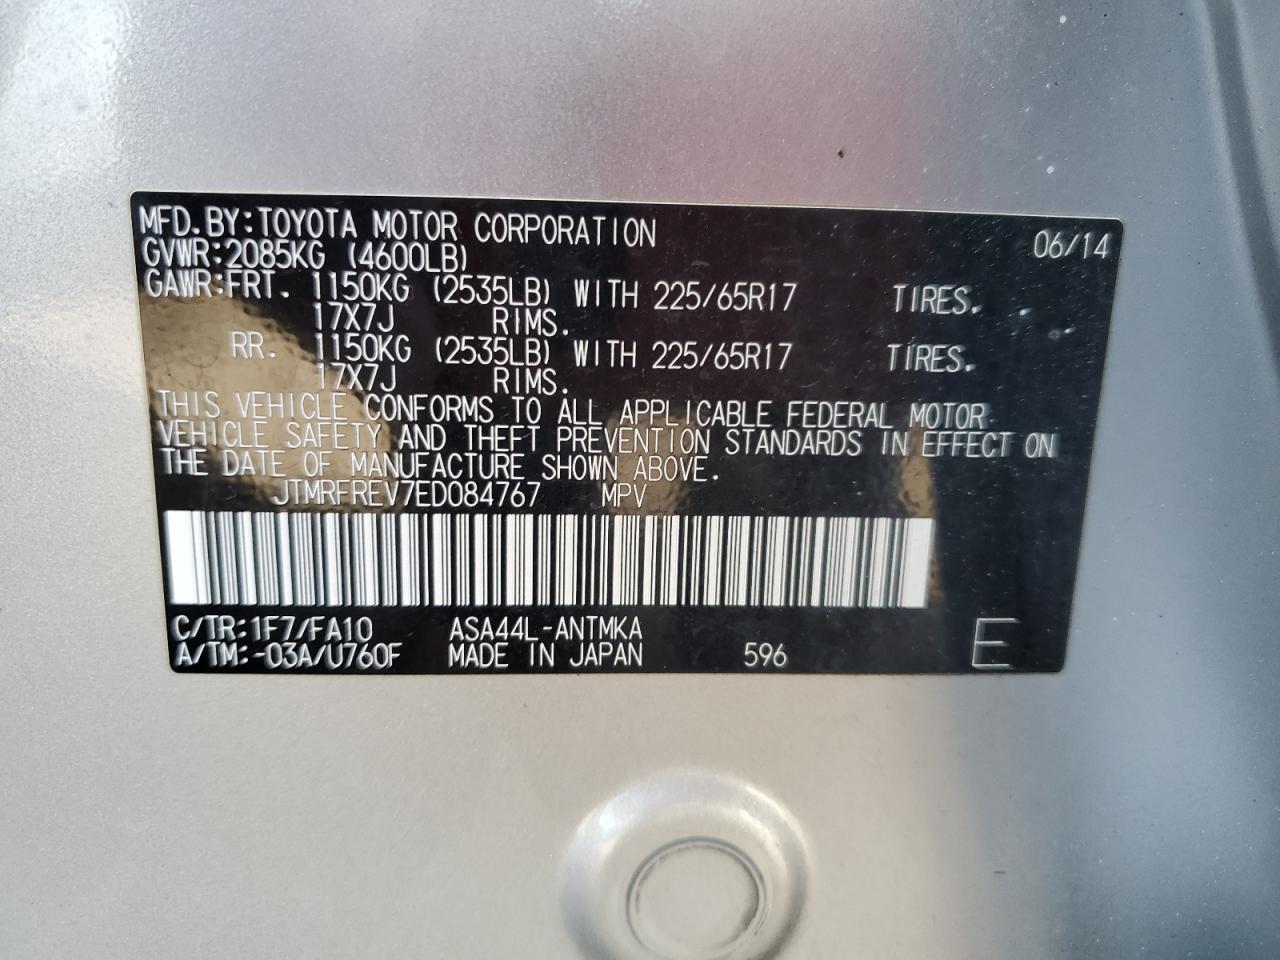 MFD.BY:TOYOTA MOTOR CORPORATION 06/14
GVWR:2085KG (4600LB)
GAWR:FRT. 1150KG (2535LB) WITH 225/65R17 TIRES.
17X7J RIMS.
RR. 1150KG (2535LB) WITH 225/65R17 TIRES.
17X7J RIMS.
THIS VEHICLE CONFORMS TO ALL APPLICABLE FEDERAL MOTOR
VEHICLE SAFETY AND THEFT PREVENTION STANDARDS IN EFFECT ON
THE DATE OF MANUFACTURE SHOWN ABOVE.
JTMRFREV7ED084767 MPV
C/TR:1F7/FA10 ASA44L-ANTMKA
A/TM:-03A/U760F MADE IN JAPAN 596 E